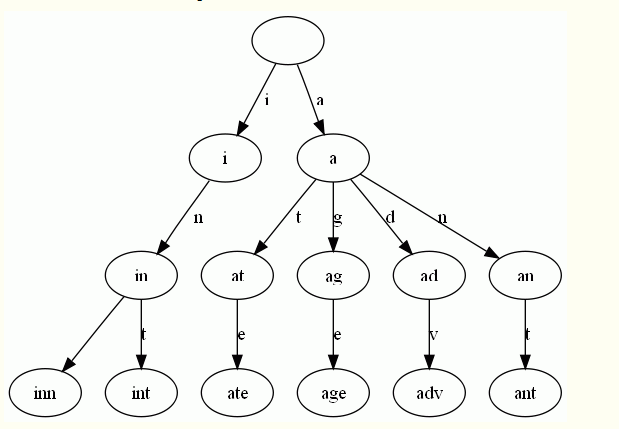 i a
i a
n t g d n
in at ag ad an
t e e v t
inn int ate age adv ant